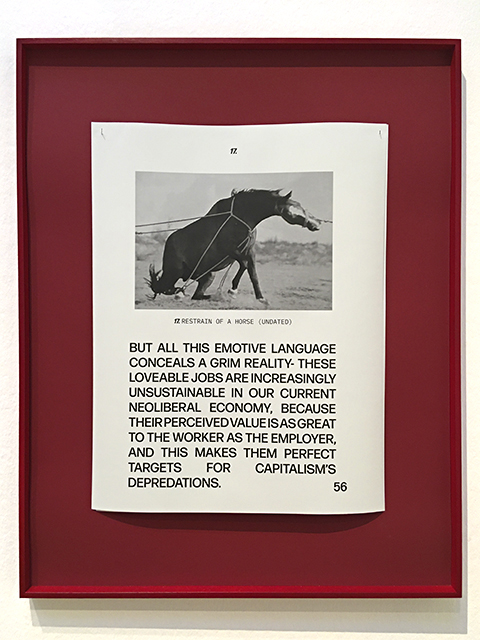 17.
17. RESTRAIN OF A HORSE (UNDATED)
BUT ALL THIS EMOTIVE LANGUAGE
CONCEALS A GRIM REALITY- THESE
LOVEABLE JOBS ARE INCREASINGLY
UNSUSTAINABLE IN OUR CURRENT
NEOLIBERAL ECONOMY, BECAUSE
THEIR PERCEIVED VALUE IS AS GREAT
TO THE WORKER AS THE EMPLOYER,
AND THIS MAKES THEM PERFECT
TARGETS FOR CAPITALISM'S
DEPREDATIONS.
56